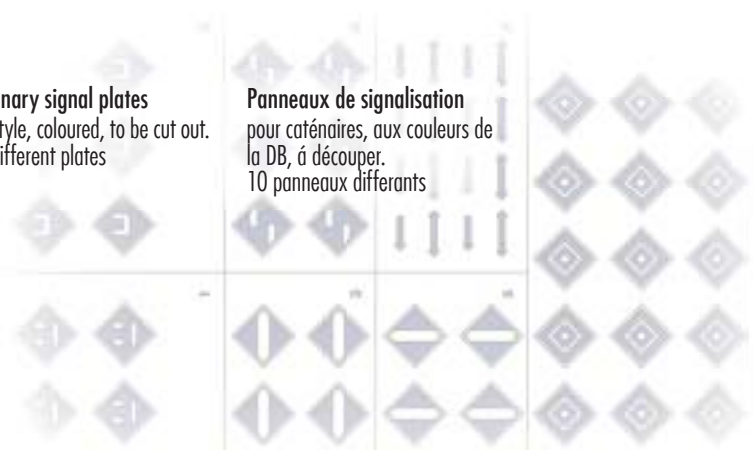 nary signal plates
tyle, coloured, to be cut out.
ifferent plates
Panneaux de signalisation
pour caténaires, aux couleurs de
la DB, á découper.
10 panneaux differants